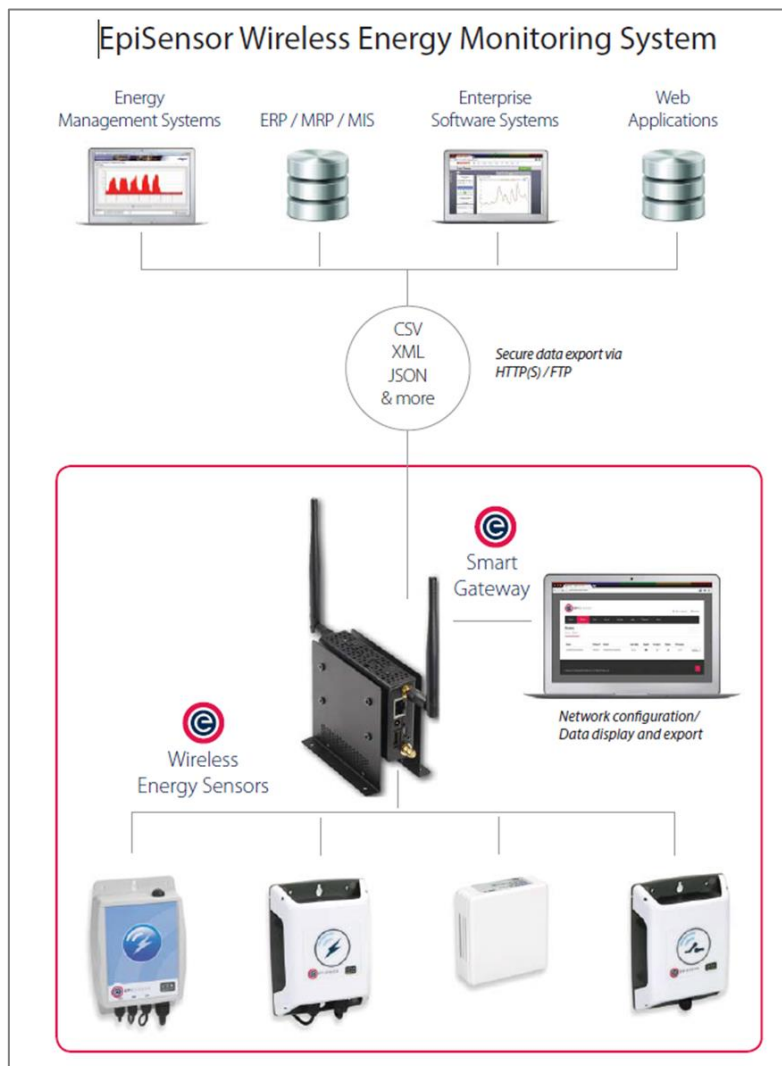 EpiSensor Wireless Energy Monitoring System
Energy
Management Systems
ERP / MRP / MIS
Enterprise
Software Systems
Web
Applications
CSV
XML
JSON
& more
Secure data export via
HTTP(S) / FTP
Smart
Gateway
Network configuration/
Data display and export
Wireless
Energy Sensors